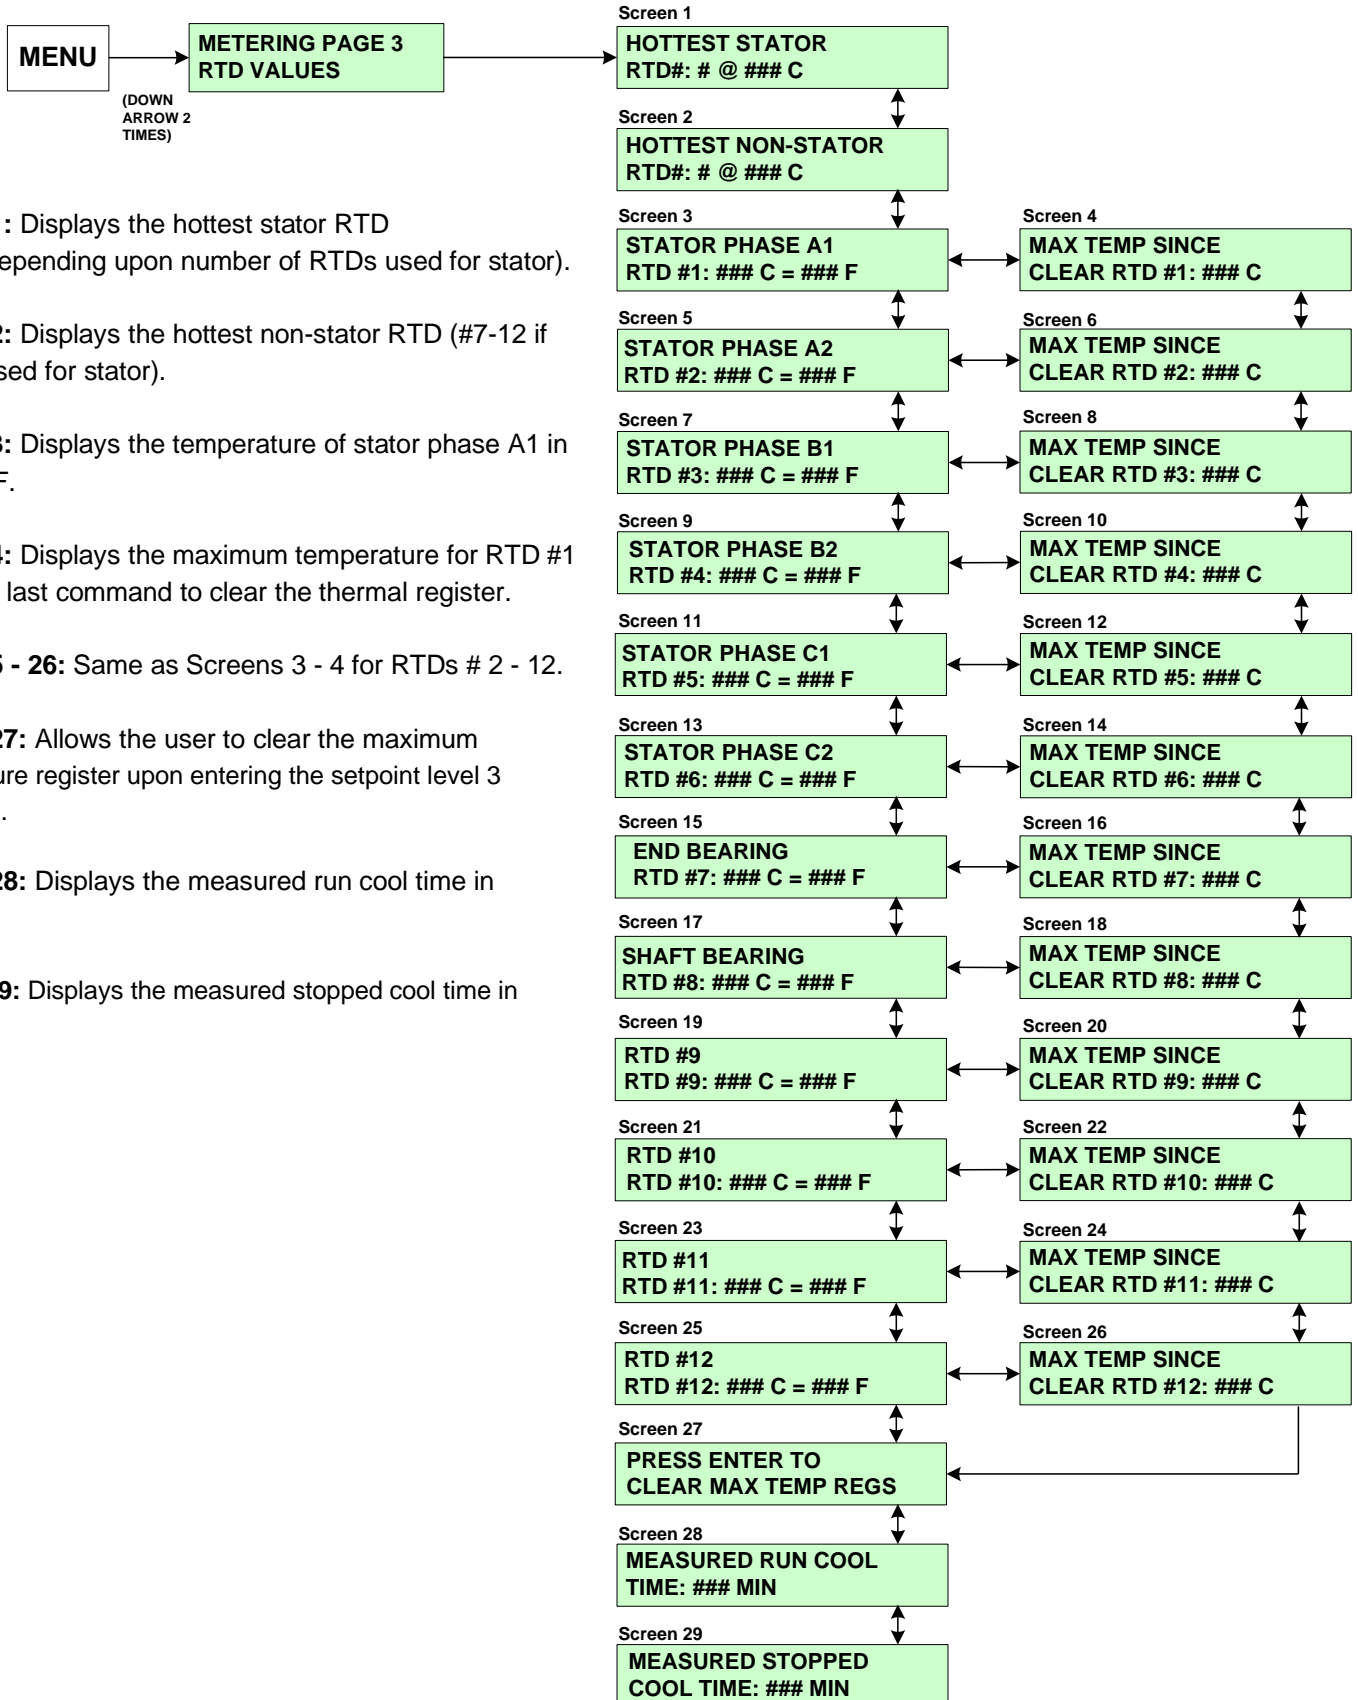 MENU
(DOWN
ARROW 2
TIMES)
METERING PAGE 3
RTD VALUES
: Displays the hottest stator RTD
epending upon number of RTDs used for stator).
2: Displays the hottest non-stator RTD (#7-12 if
sed for stator).
3: Displays the temperature of stator phase A1 in
F.
4: Displays the maximum temperature for RTD #1
last command to clear the thermal register.
5 - 26: Same as Screens 3 - 4 for RTDs # 2 - 12.
27: Allows the user to clear the maximum
ure register upon entering the setpoint level 3
.
28: Displays the measured run cool time in
9: Displays the measured stopped cool time in
Screen 1
HOTTEST STATOR
RTD#: # @ ### C
Screen 2
HOTTEST NON-STATOR
RTD#: # @ ### C
Screen 3
STATOR PHASE A1
RTD #1: ### C = ### F
Screen 4
MAX TEMP SINCE
CLEAR RTD #1: ### C
Screen 5
STATOR PHASE A2
RTD #2: ### C = ### F
Screen 6
MAX TEMP SINCE
CLEAR RTD #2: ### C
Screen 7
STATOR PHASE B1
RTD #3: ### C = ### F
Screen 8
MAX TEMP SINCE
CLEAR RTD #3: ### C
Screen 9
STATOR PHASE B2
RTD #4: ### C = ### F
Screen 10
MAX TEMP SINCE
CLEAR RTD #4: ### C
Screen 11
STATOR PHASE C1
RTD #5: ### C = ### F
Screen 12
MAX TEMP SINCE
CLEAR RTD #5: ### C
Screen 13
STATOR PHASE C2
RTD #6: ### C = ### F
Screen 14
MAX TEMP SINCE
CLEAR RTD #6: ### C
Screen 15
END BEARING
RTD #7: ### C = ### F
Screen 16
MAX TEMP SINCE
CLEAR RTD #7: ### C
Screen 17
SHAFT BEARING
RTD #8: ### C = ### F
Screen 18
MAX TEMP SINCE
CLEAR RTD #8: ### C
Screen 19
RTD #9
RTD #9: ### C = ### F
Screen 20
MAX TEMP SINCE
CLEAR RTD #9: ### C
Screen 21
RTD #10
RTD #10: ### C = ### F
Screen 22
MAX TEMP SINCE
CLEAR RTD #10: ### C
Screen 23
RTD #11
RTD #11: ### C = ### F
Screen 24
MAX TEMP SINCE
CLEAR RTD #11: ### C
Screen 25
RTD #12
RTD #12: ### C = ### F
Screen 26
MAX TEMP SINCE
CLEAR RTD #12: ### C
Screen 27
PRESS ENTER TO
CLEAR MAX TEMP REGS
Screen 28
MEASURED RUN COOL
TIME: ### MIN
Screen 29
MEASURED STOPPED
COOL TIME: ### MIN